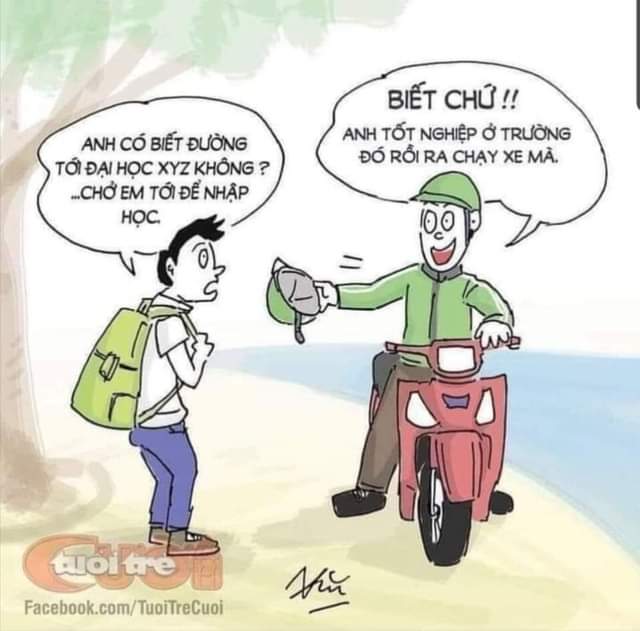 ANH CÓ BIẾT ĐƯỜNG
TỚI ĐẠI HỌC XYZ KHÔNG ?
...CHỞ EM TỚI ĐỂ NHẬP
HỌC.
BIẾT CHỨ !!
ANH TỐT NGHIỆP Ở TRƯỜNG
ĐÓ RỒI RA CHẠY XE MÀ.
tuổi trẻ
CƯỜI
Facebook.com/TuoiTreCuoi